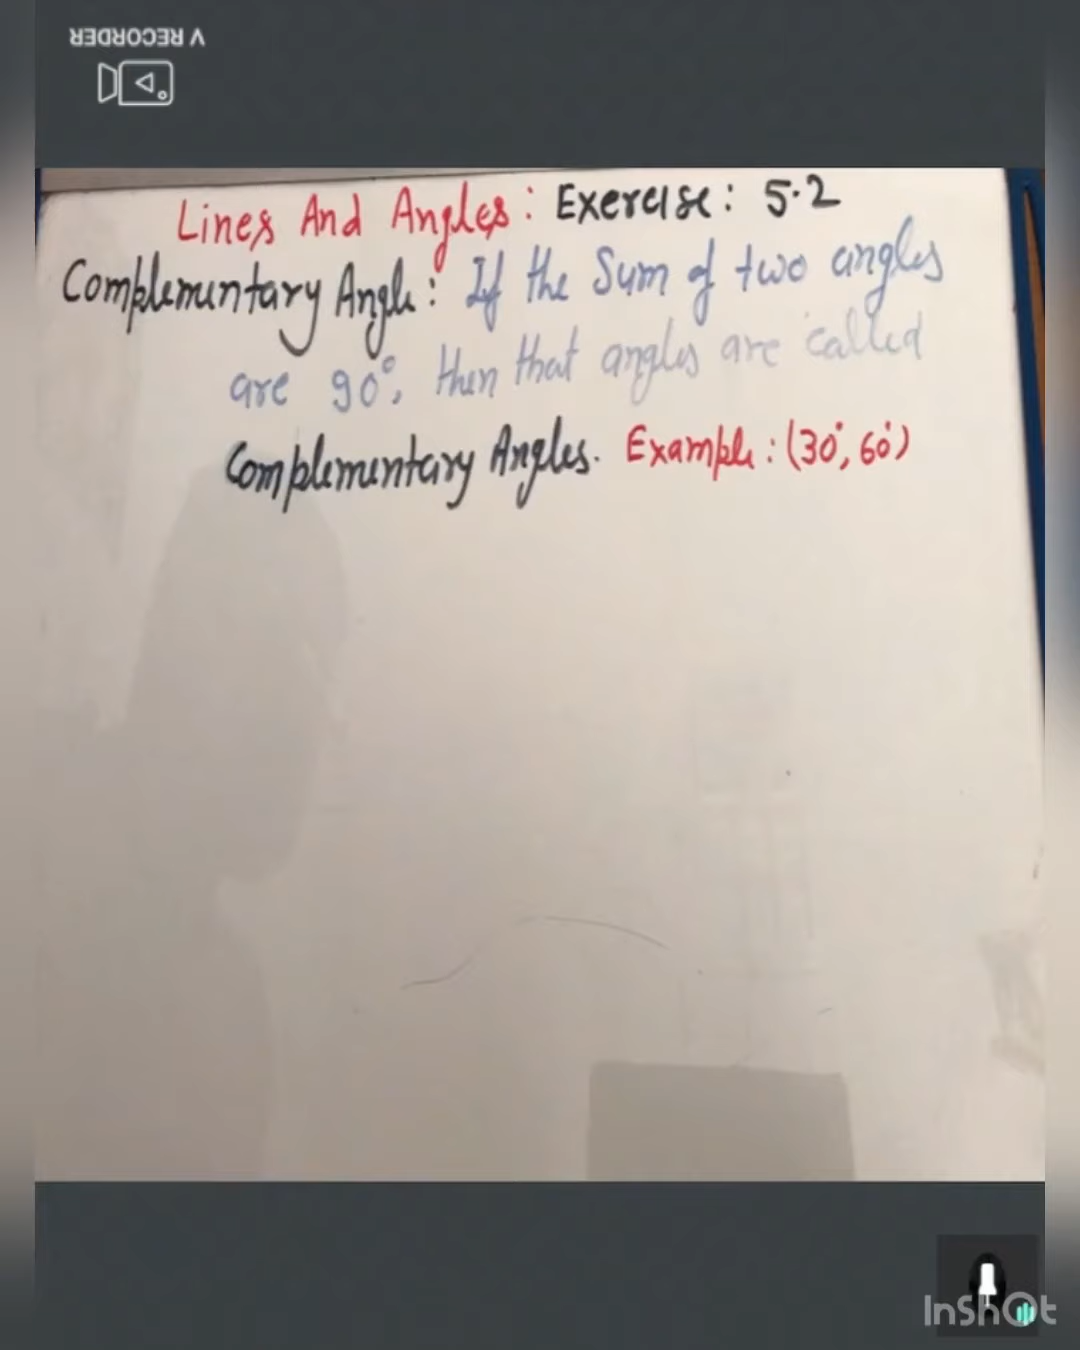 V RECORDER
Lines And Angles: Exercise: 5.2
Complementary Angle: If the Sum of two angles
are 90°, then that angles are called
Complementary Angles. Example: (30°, 60°)
InShOt